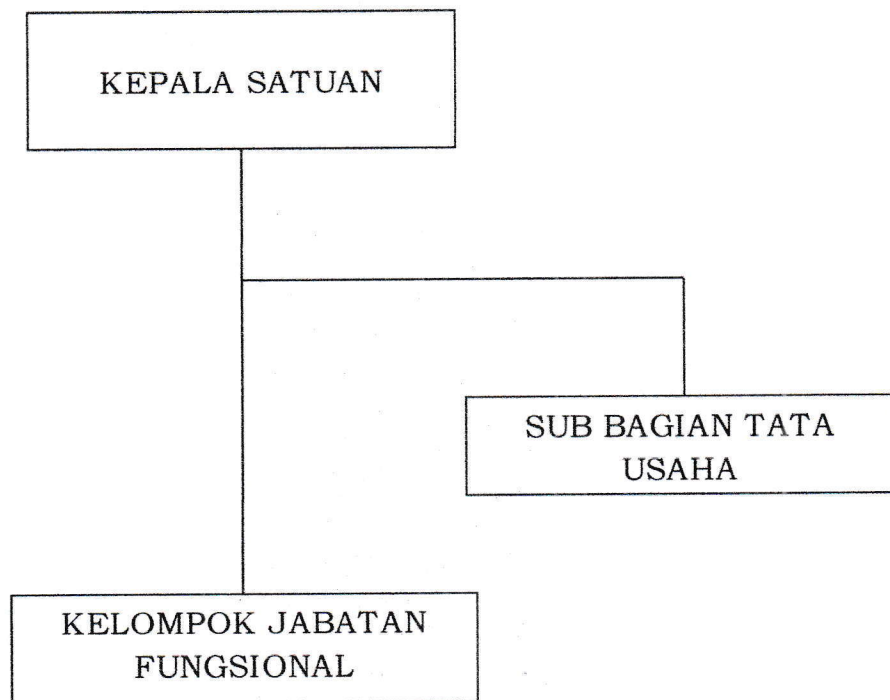 KEPALA SATUAN
SUB BAGIAN TATA
USAHA
KELOMPOK JABATAN
FUNGSIONAL